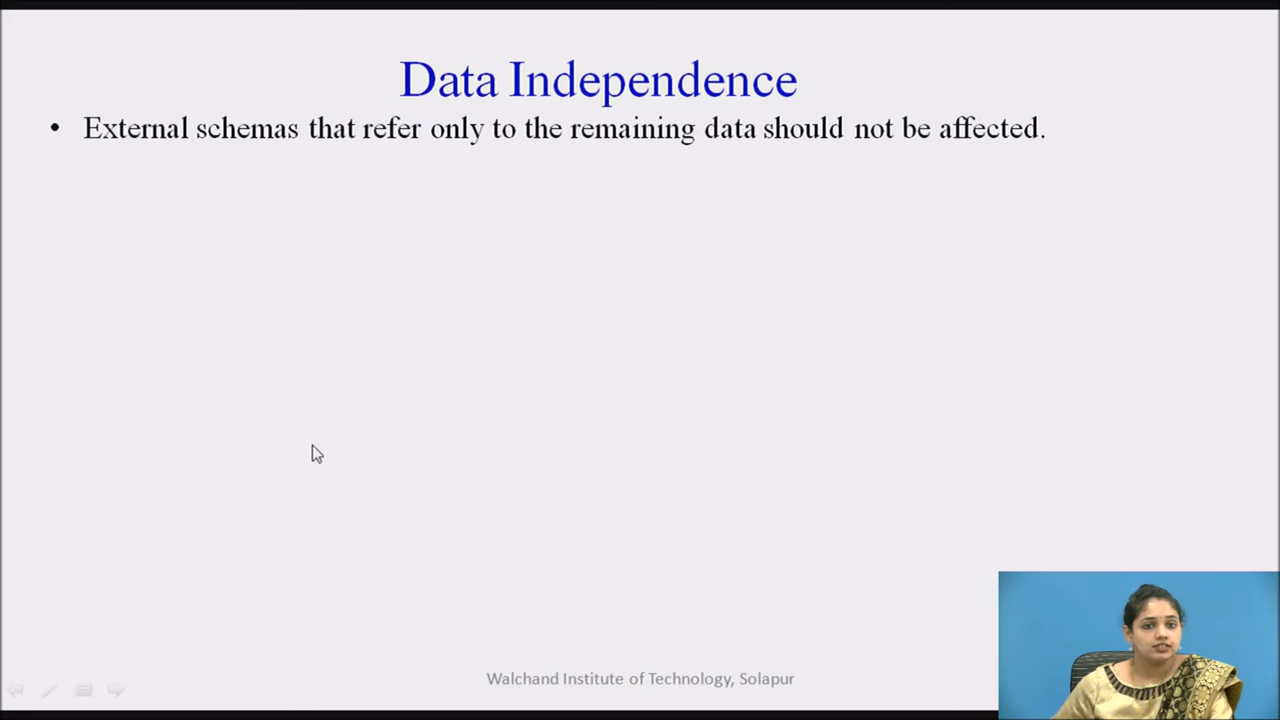 Data Independence
• External schemas that refer only to the remaining data should not be affected.
Walchand Institute of Technology, Solapur